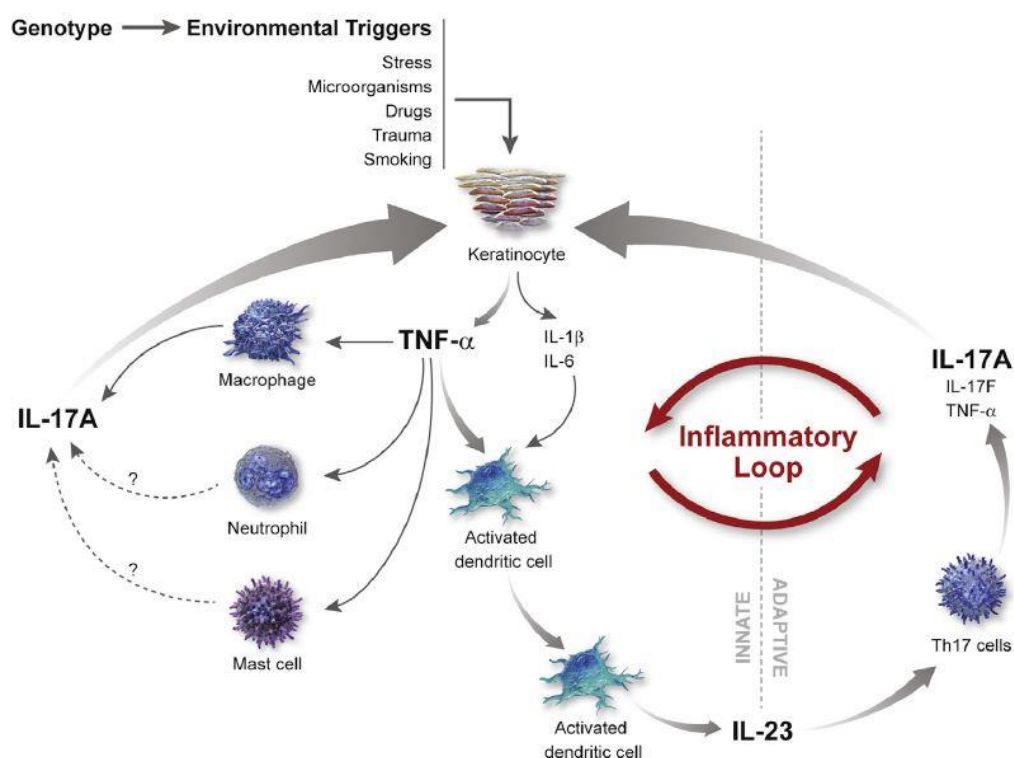 Genotype → Environmental Triggers
Stress
Microorganisms
Drugs
Trauma
Smoking
Keratinocyte
TNF-α
IL-1β
IL-6
Macrophage
IL-17A
?
Neutrophil
?
Mast cell
Activated
dendritic cell
Activated
dendritic cell
Inflammatory
Loop
INNATE
ADAPTIVE
IL-23
Th17 cells
IL-17A
IL-17F
TNF-α